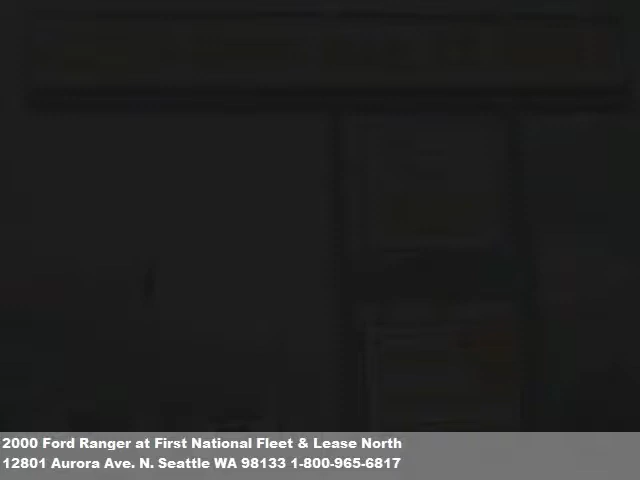 2000 Ford Ranger at First National Fleet & Lease North
12801 Aurora Ave. N. Seattle WA 98133 1-800-965-6817